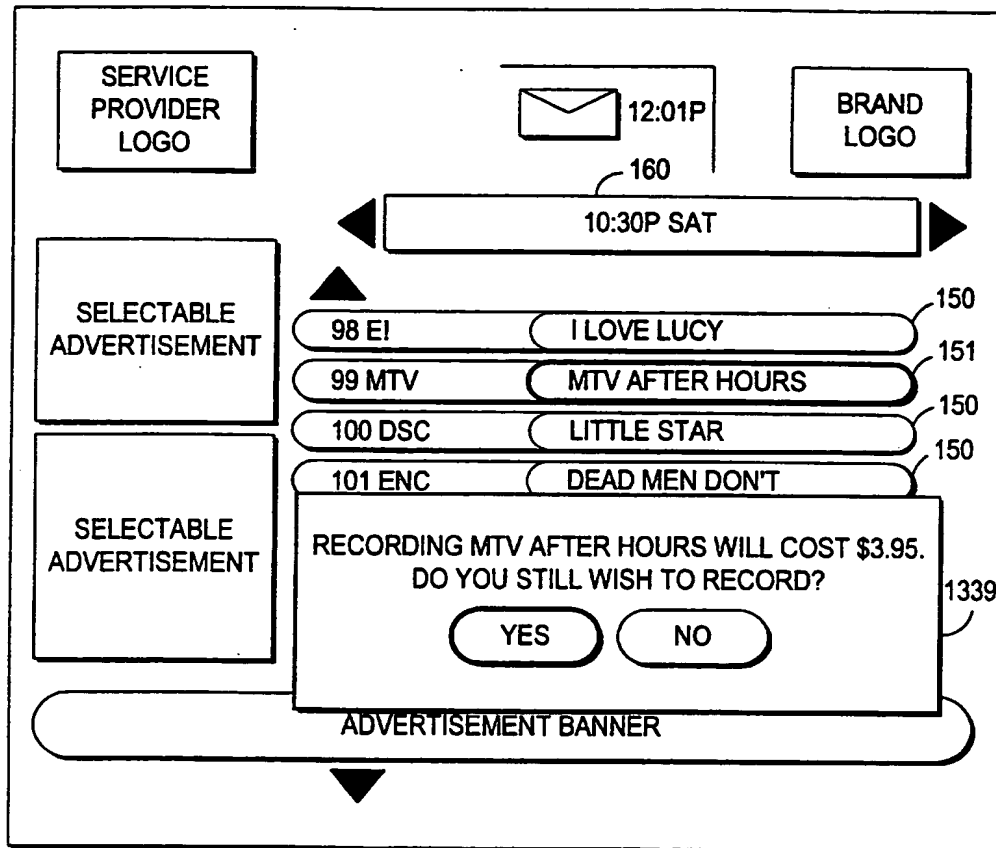 SERVICE
PROVIDER
LOGO
12:01P
BRAND
LOGO
160
10:30P SAT
SELECTABLE
ADVERTISEMENT
150
98 E! I LOVE LUCY
151
99 MTV MTV AFTER HOURS
150
100 DSC LITTLE STAR
150
101 ENC DEAD MEN DON'T
SELECTABLE
ADVERTISEMENT
RECORDING MTV AFTER HOURS WILL COST $3.95.
DO YOU STILL WISH TO RECORD?
1339
YES NO
ADVERTISEMENT BANNER